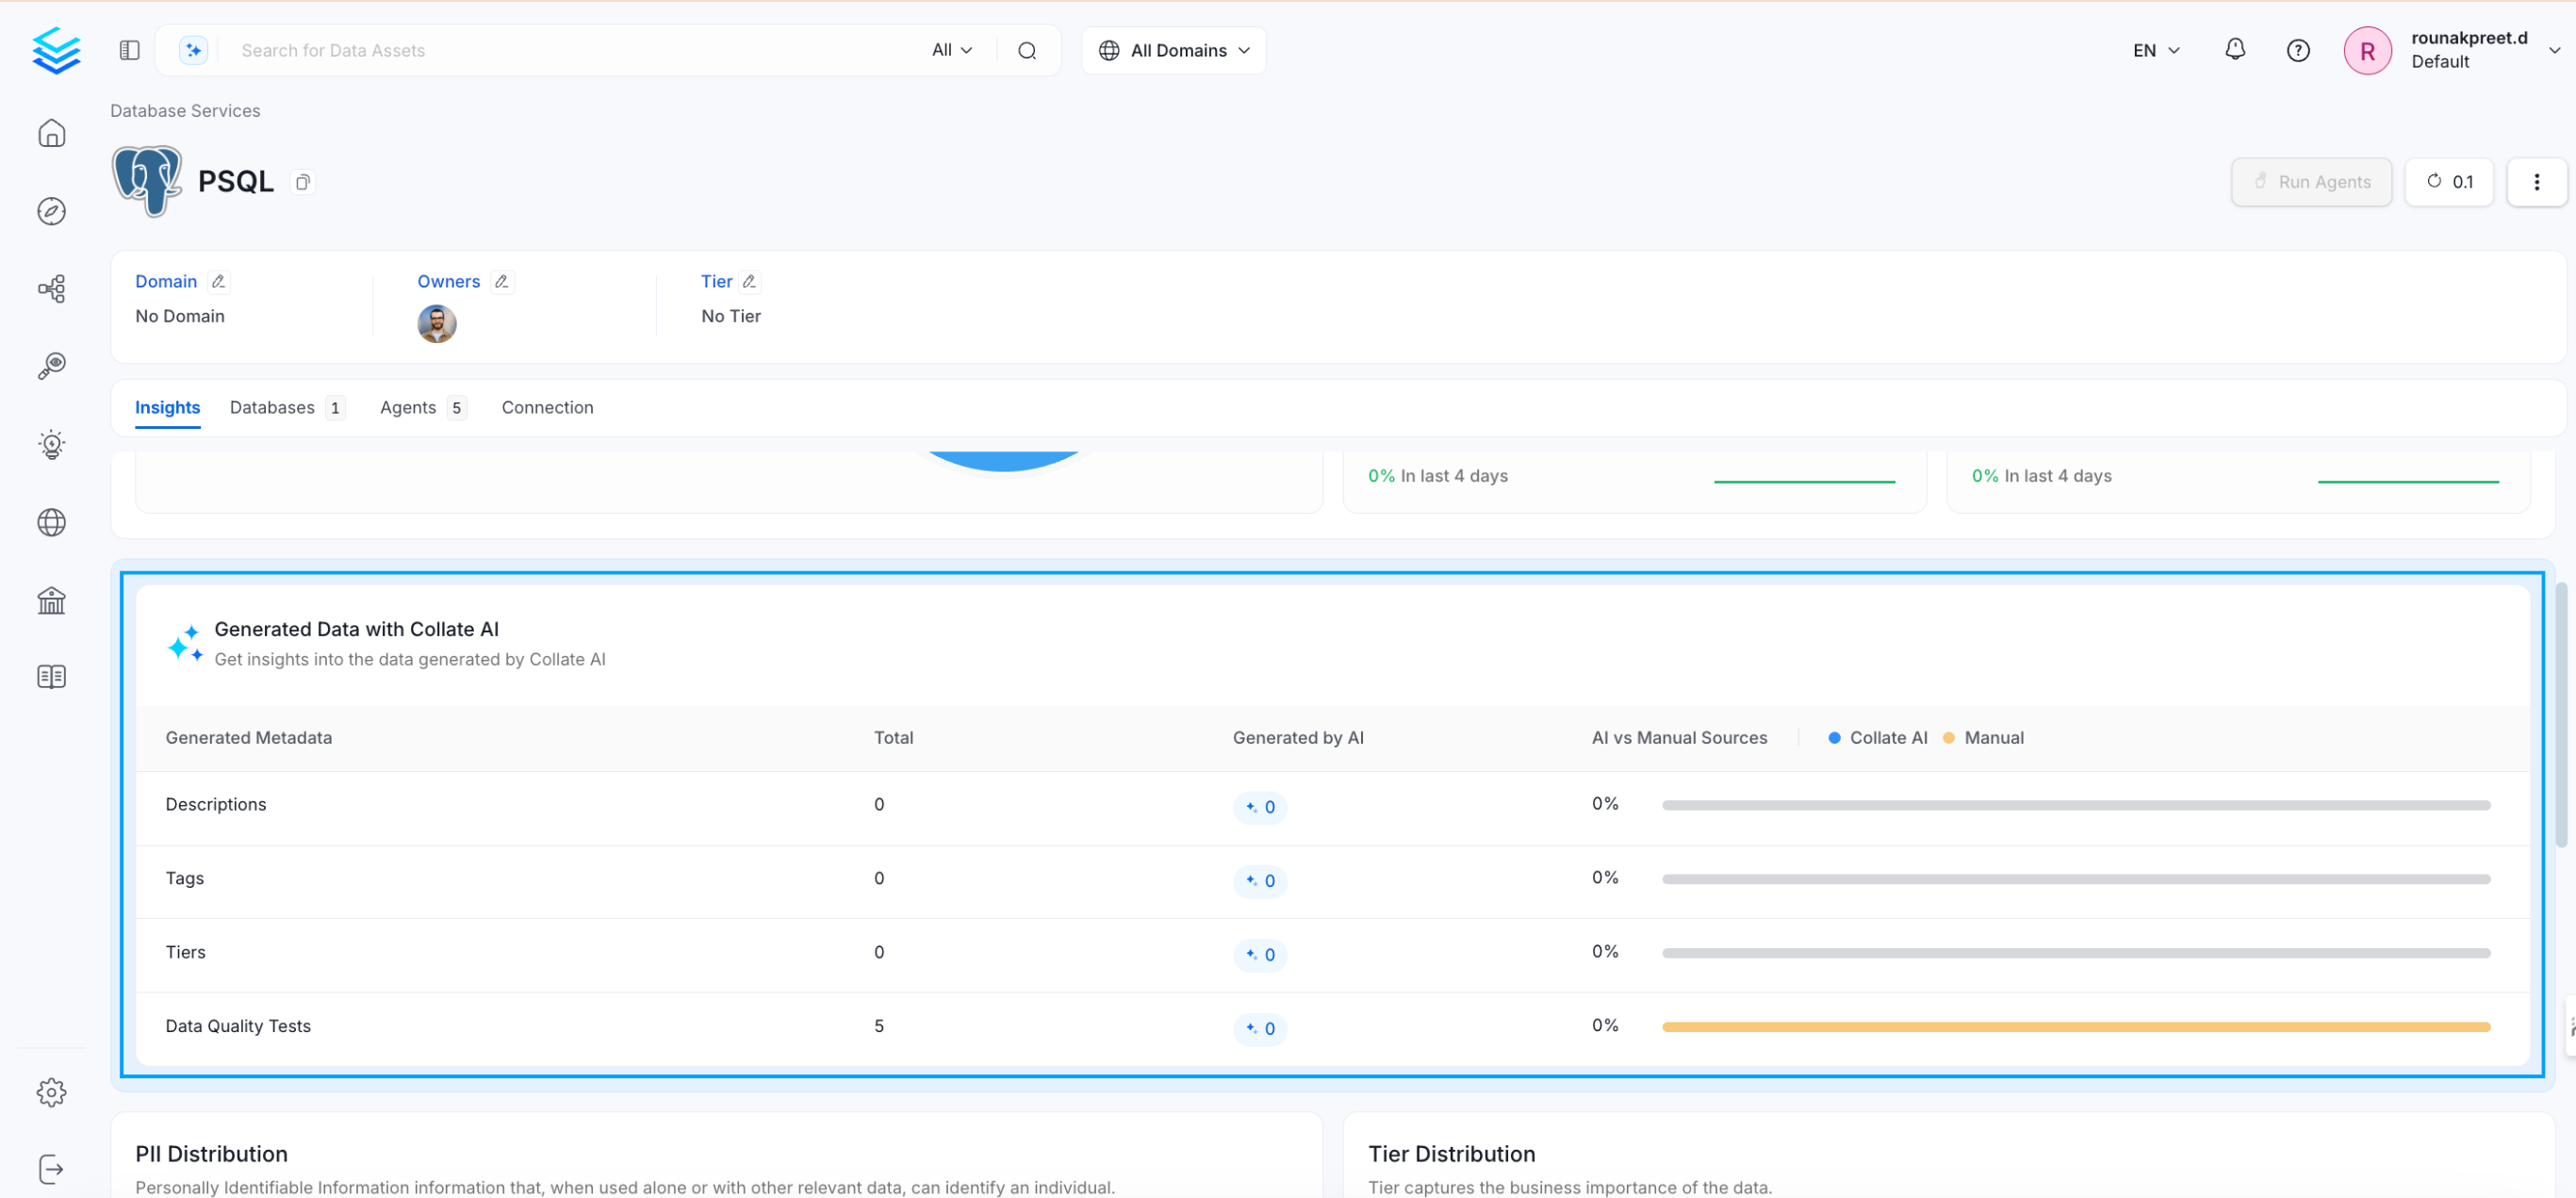 Search for Data Assets
All
All Domains
EN
R
rounakpreet.d
Default
Database Services
PSQL
Run Agents
0.1
Domain
Owners
Tier
No Domain
No Tier
Insights
Databases 1
Agents 5
Connection
0% In last 4 days
0% In last 4 days
Generated Data with Collate AI
Get insights into the data generated by Collate AI
Generated Metadata
Total
Generated by AI
AI vs Manual Sources
Collate AI
Manual
Descriptions
0
0
0%
Tags
0
0
0%
Tiers
0
0
0%
Data Quality Tests
5
0
0%
PII Distribution
Personally Identifiable Information information that, when used alone or with other relevant data, can identify an individual.
Tier Distribution
Tier captures the business importance of the data.